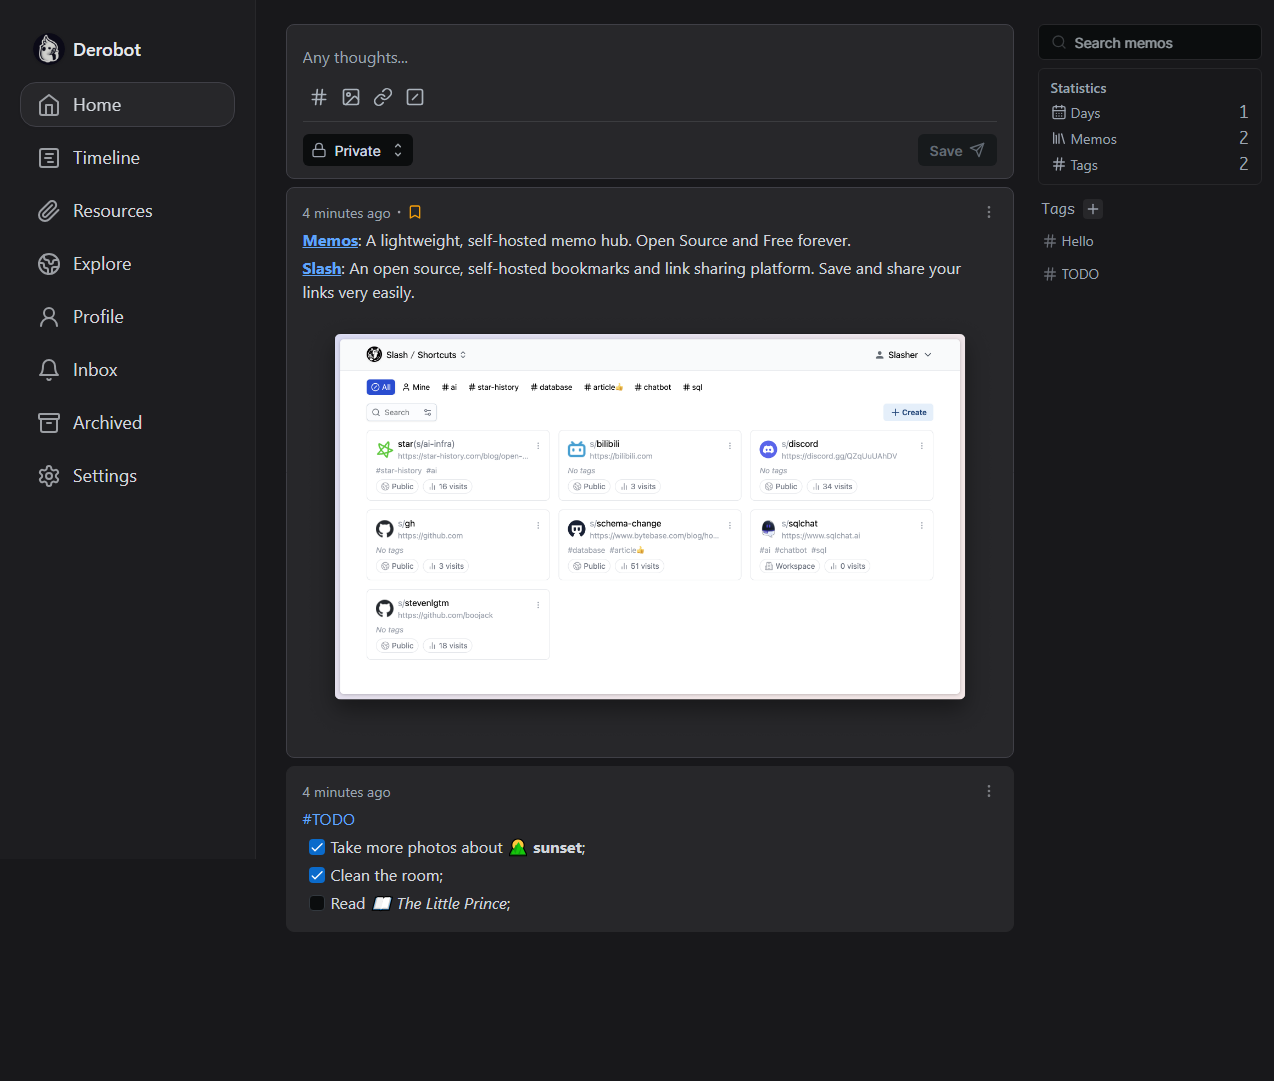 Derobot
Home
Timeline
Resources
Explore
Profile
Inbox
Archived
Settings
Any thoughts...
Private
Save
4 minutes ago ·
Memos: A lightweight, self-hosted memo hub. Open Source and Free forever.
Slash: An open source, self-hosted bookmarks and link sharing platform. Save and share your
links very easily.
Slash / Shortcuts
Slasher
All Mine # ai # star-history # database # article👍 # chatbot # sql
Search
+ Create
star(s/ai-infra)
https://star-history.com/blog/open-...
#star-history #ai
Public 16 visits
s/bilibili
https://bilibili.com
No tags
Public 3 visits
s/discord
https://discord.gg/QZqUuUAhDV
No tags
Public 34 visits
s/gh
https://github.com
No tags
Public 3 visits
s/schema-change
https://www.bytebase.com/blog/ho...
#database #article👍
Public 51 visits
s/sqlchat
https://www.sqlchat.ai
#ai #chatbot #sql
Workspace 0 visits
s/stevenlgtm
https://github.com/boojack
No tags
Public 18 visits
4 minutes ago
#TODO
Take more photos about 🌄 sunset;
Clean the room;
Read 📖 The Little Prince;
Search memos
Statistics
Days 1
Memos 2
# Tags 2
Tags +
# Hello
# TODO